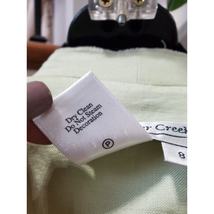 Dry Clean
Do Not Steam
Decoration
P
Creek
8